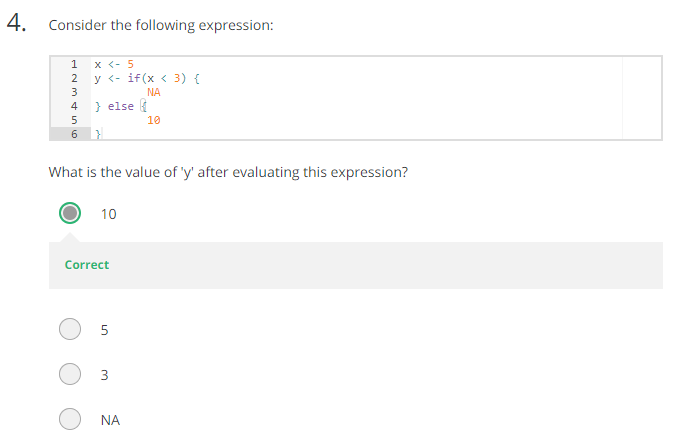 4. Consider the following expression:
1 x <- 5
2 y <- if(x < 3) {
3 NA
4 } else {
5 10
6 }
What is the value of 'y' after evaluating this expression?
10
Correct
5
3
NA